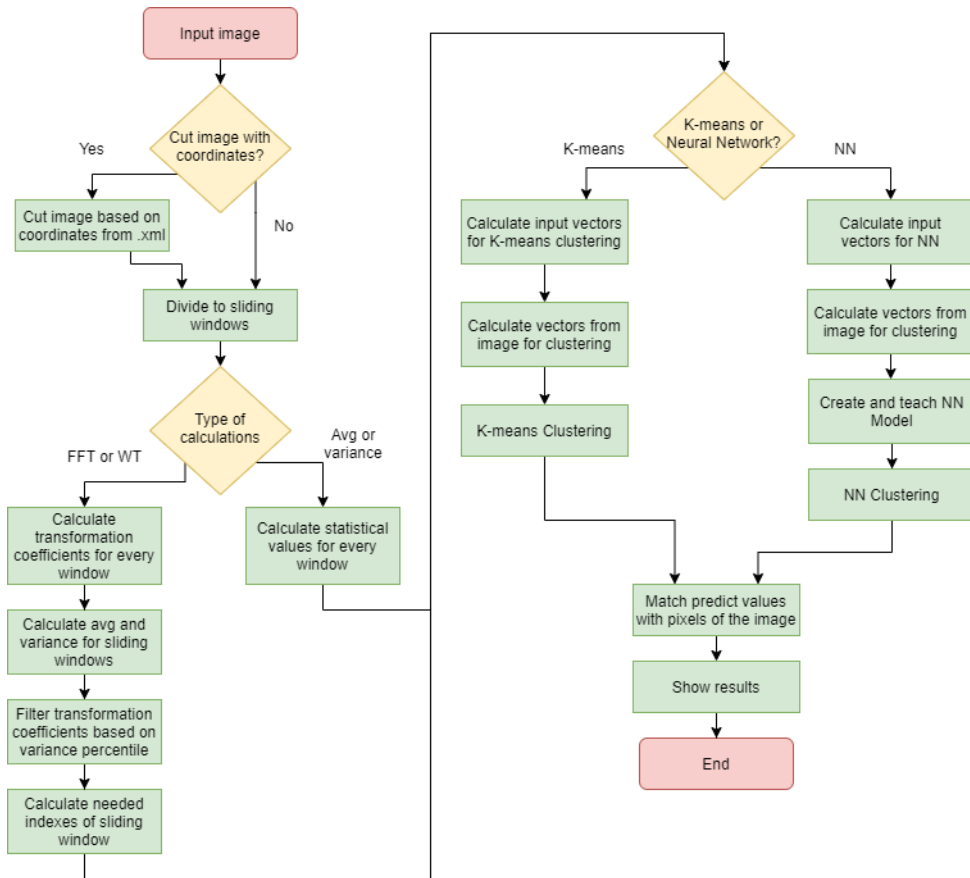 Input image
Cut image with
coordinates?
Yes
No
Cut image based on
coordinates from .xml
Divide to sliding
windows
Type of
calculations
FFT or WT
Avg or
variance
Calculate
transformation
coefficients for every
window
Calculate statistical
values for every
window
Calculate avg and
variance for sliding
windows
Filter transformation
coefficients based on
variance percentile
Calculate needed
indexes of sliding
window
K-means or
Neural Network?
K-means
NN
Calculate input vectors
for K-means clustering
Calculate vectors from
image for clustering
K-means Clustering
Calculate input
vectors for NN
Calculate vectors from
image for clustering
Create and teach NN
Model
NN Clustering
Match predict values
with pixels of the image
Show results
End